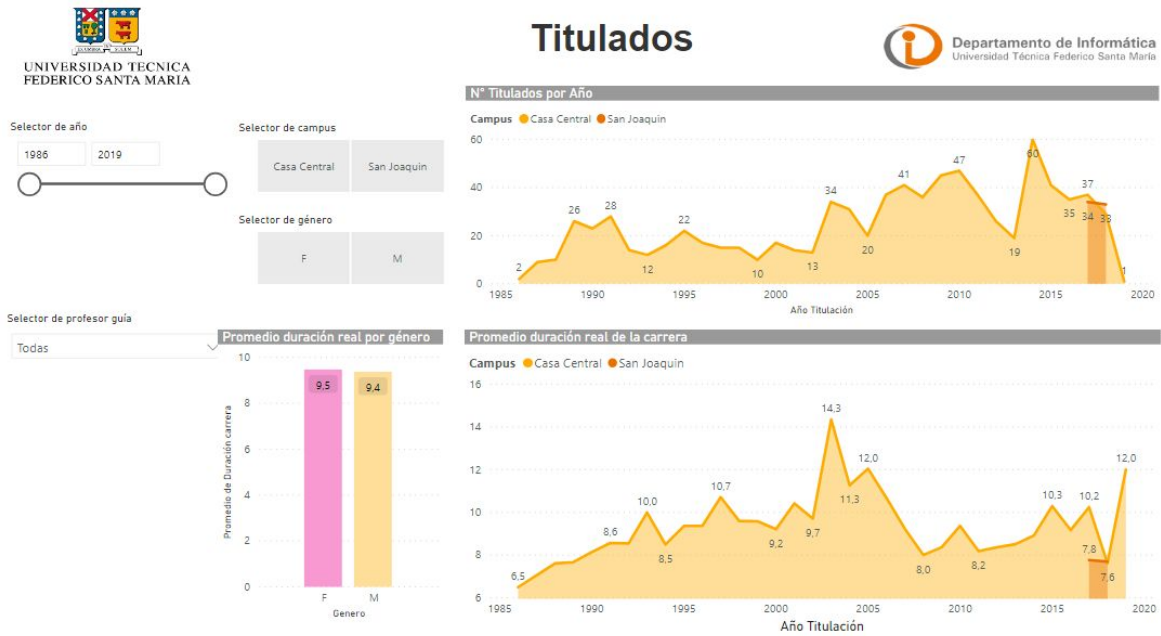 UNIVERSIDAD TECNICA
FEDERICO SANTA MARIA
Titulados
Departamento de Informática
Universidad Técnica Federico Santa María
Selector de año
1986 2019
Selector de campus
Casa Central San Joaquin
Selector de género
F M
Selector de profesor guía
Todas
N° Titulados por Año
Campus Casa Central San Joaquin
60
40
20
0
2 26 28 12 22 10 13 34 20 41 47 19 60 35 37 34 33 1
1985 1990 1995 2000 2005 2010 2015 2020
Año Titulación
Promedio duración real por género
Promedio de Duración carrera
10
8
6
4
2
0
9,5 9,4
F M
Genero
Promedio duración real de la carrera
Campus Casa Central San Joaquin
16
14
12
10
8
6
6,5 8,6 10,0 8,5 10,7 9,2 9,7 14,3 11,3 12,0 8,0 8,2 10,3 10,2 7,8 7,6 12,0
1985 1990 1995 2000 2005 2010 2015 2020
Año Titulación